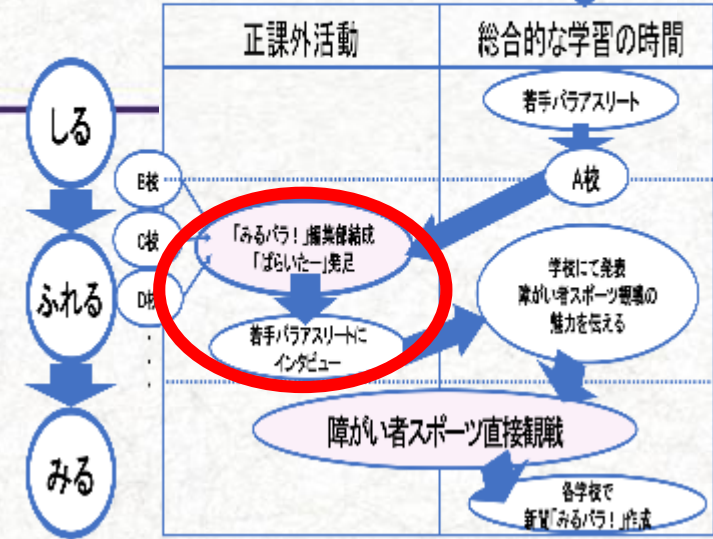 正課外活動
総合的な学習の時間
しる
若手パラアスリート
A校
B校
C校
D校
・
・
・
「みるパラ！」編集部結成
「ぱらいたー」発足
ふれる
学校にて発表
障がい者スポーツ観戦の
魅力を伝える
若手パラアスリートに
インタビュー
みる
障がい者スポーツ直接観戦
各学校で
新聞「みるパラ！」作成